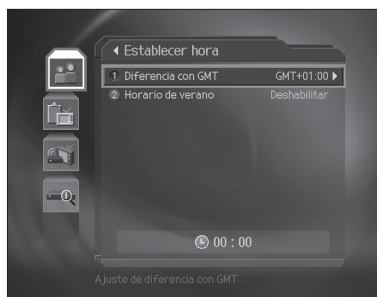 Establecer hora
1 Diferencia con GMT GMT+01:00
2 Horario de verano Deshabilitar
00 : 00
Ajuste de diferencia con GMT